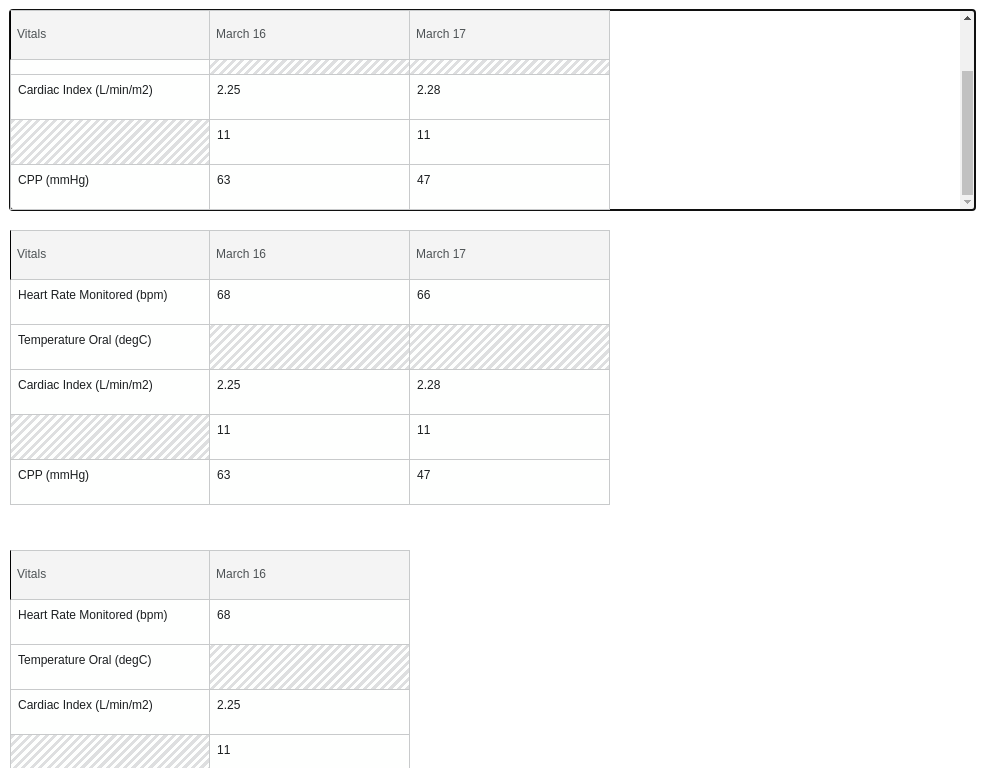 Vitals March 16 March 17
Cardiac Index (L/min/m2) 2.25 2.28
11 11
CPP (mmHg) 63 47
Vitals March 16 March 17
Heart Rate Monitored (bpm) 68 66
Temperature Oral (degC)
Cardiac Index (L/min/m2) 2.25 2.28
11 11
CPP (mmHg) 63 47
Vitals March 16
Heart Rate Monitored (bpm) 68
Temperature Oral (degC)
Cardiac Index (L/min/m2) 2.25
11